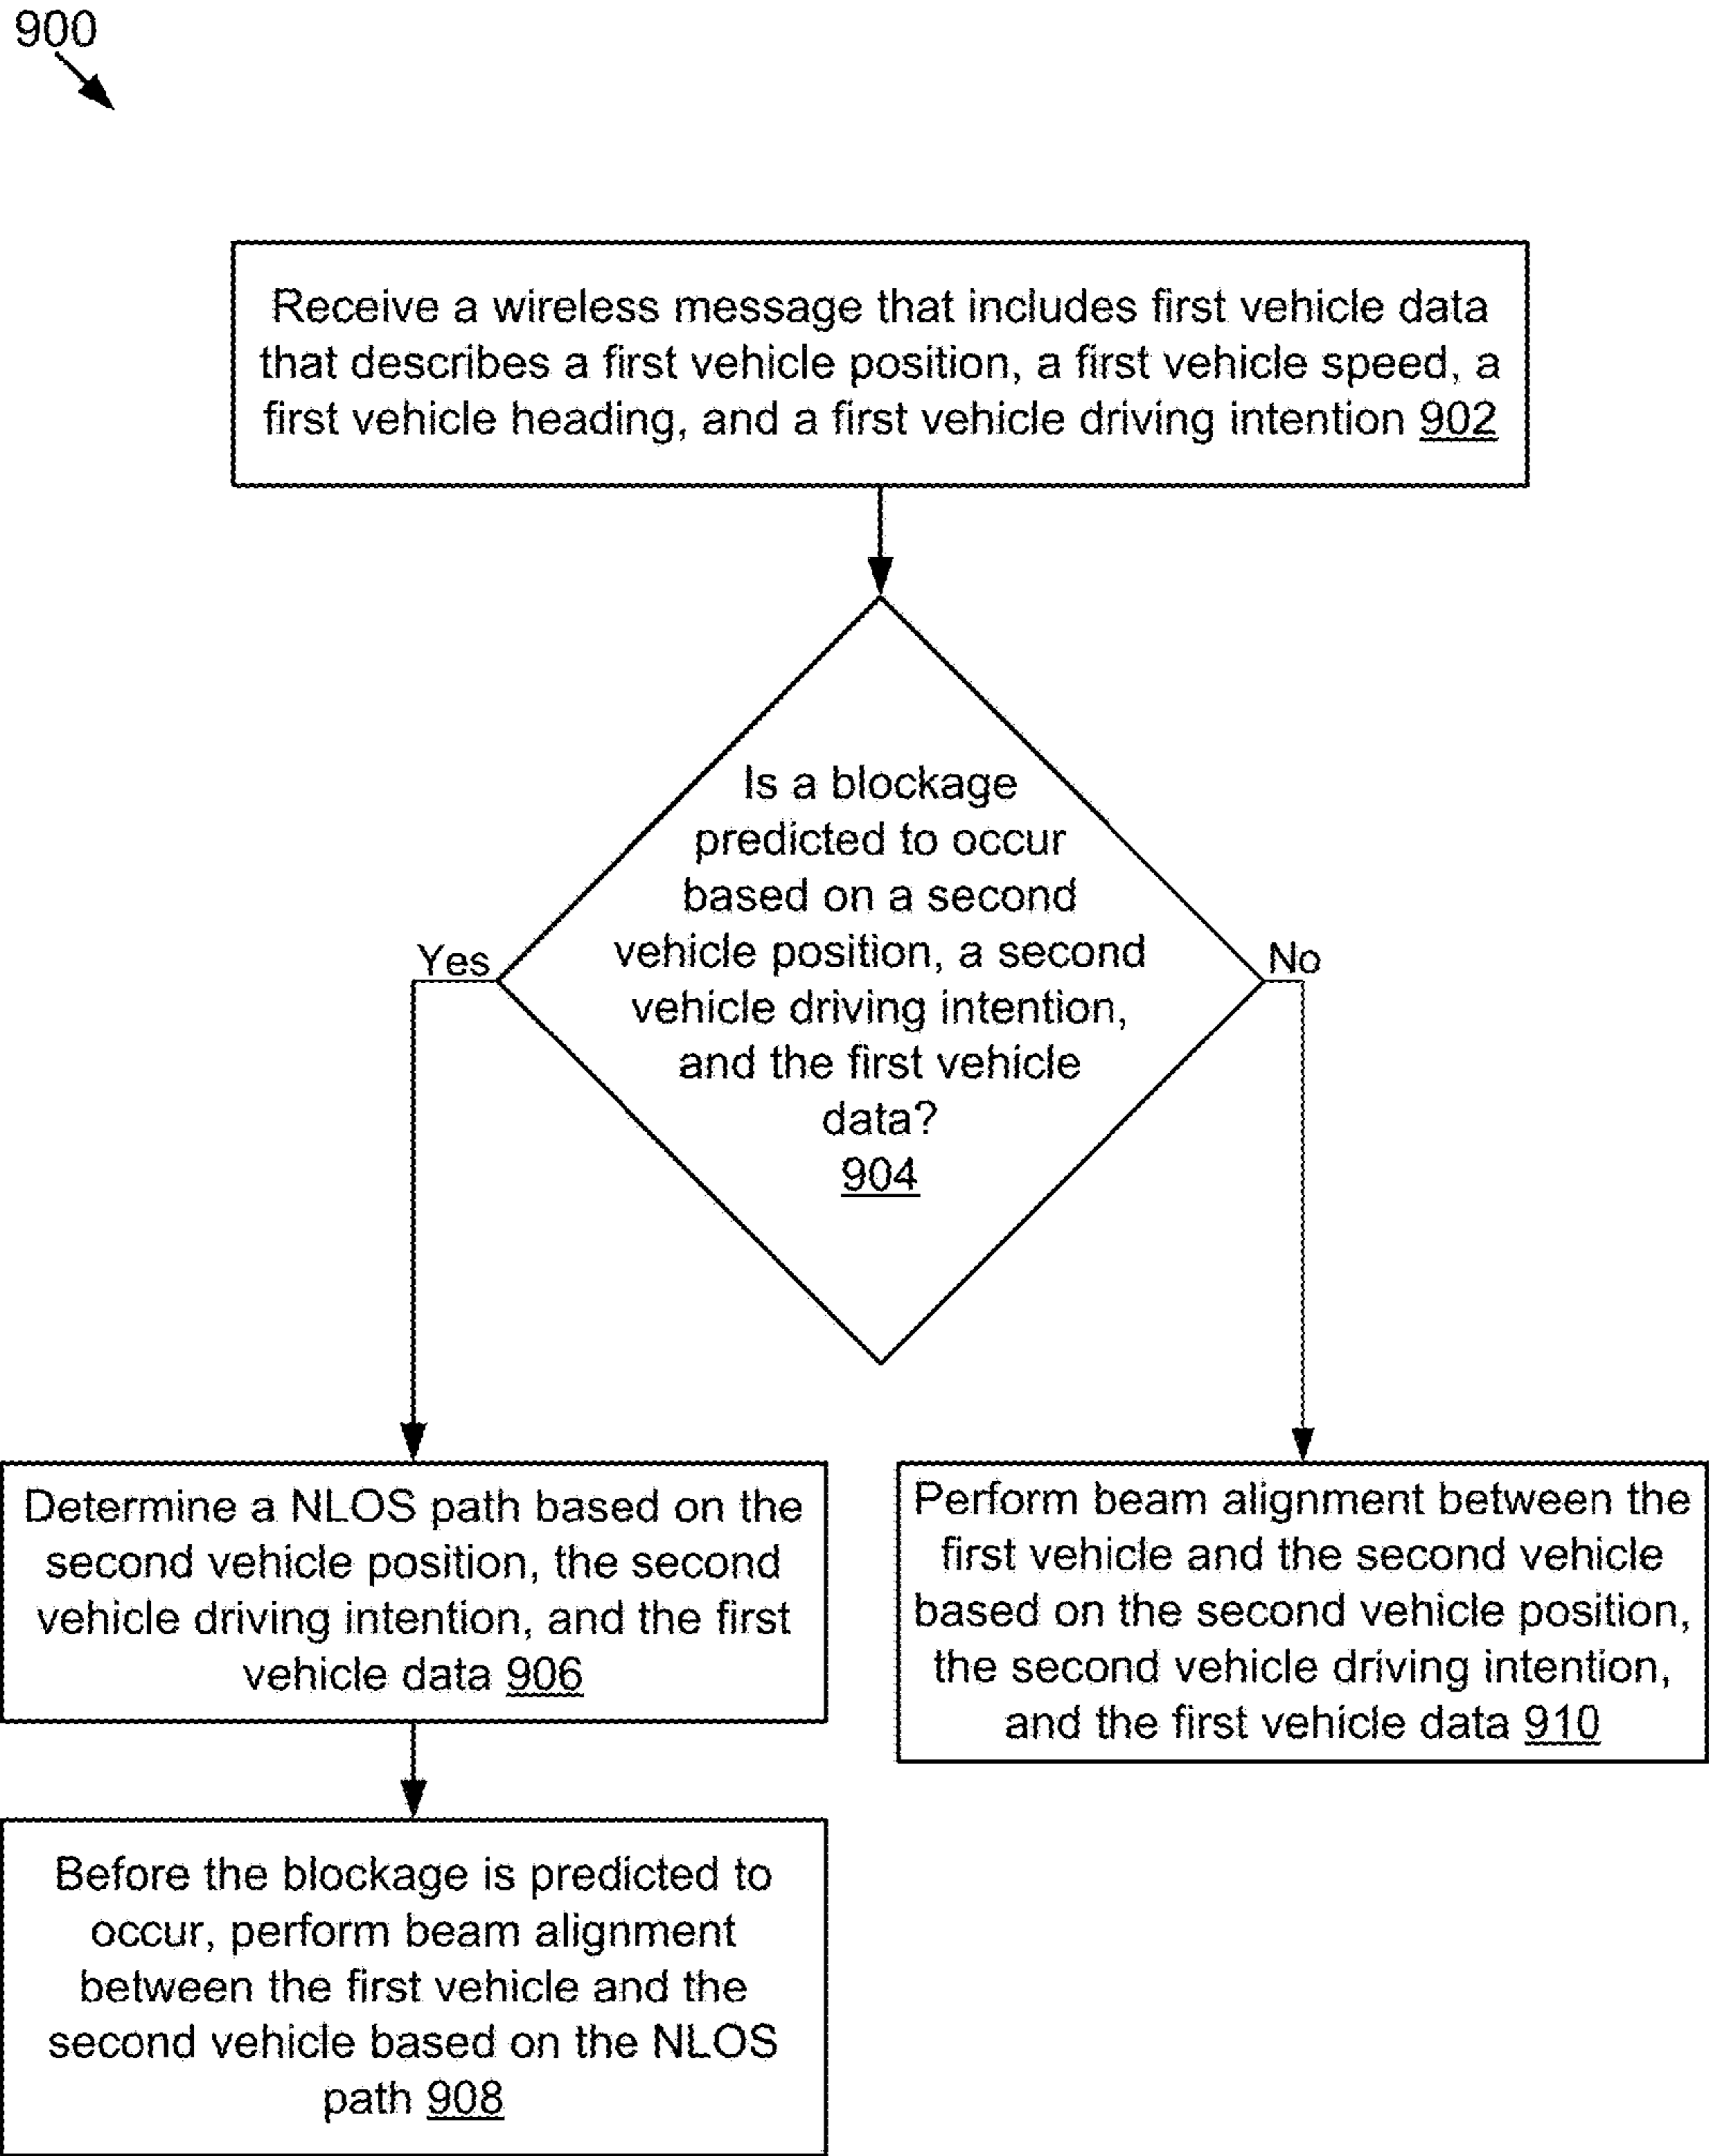 900
Receive a wireless message that includes first vehicle data
that describes a first vehicle position, a first vehicle speed, a
first vehicle heading, and a first vehicle driving intention 902
Is a blockage
predicted to occur
based on a second
vehicle position, a second
vehicle driving intention,
and the first vehicle
data?
904
Yes
No
Determine a NLOS path based on the
second vehicle position, the second
vehicle driving intention, and the first
vehicle data 906
Perform beam alignment between the
first vehicle and the second vehicle
based on the second vehicle position,
the second vehicle driving intention,
and the first vehicle data 910
Before the blockage is predicted to
occur, perform beam alignment
between the first vehicle and the
second vehicle based on the NLOS
path 908